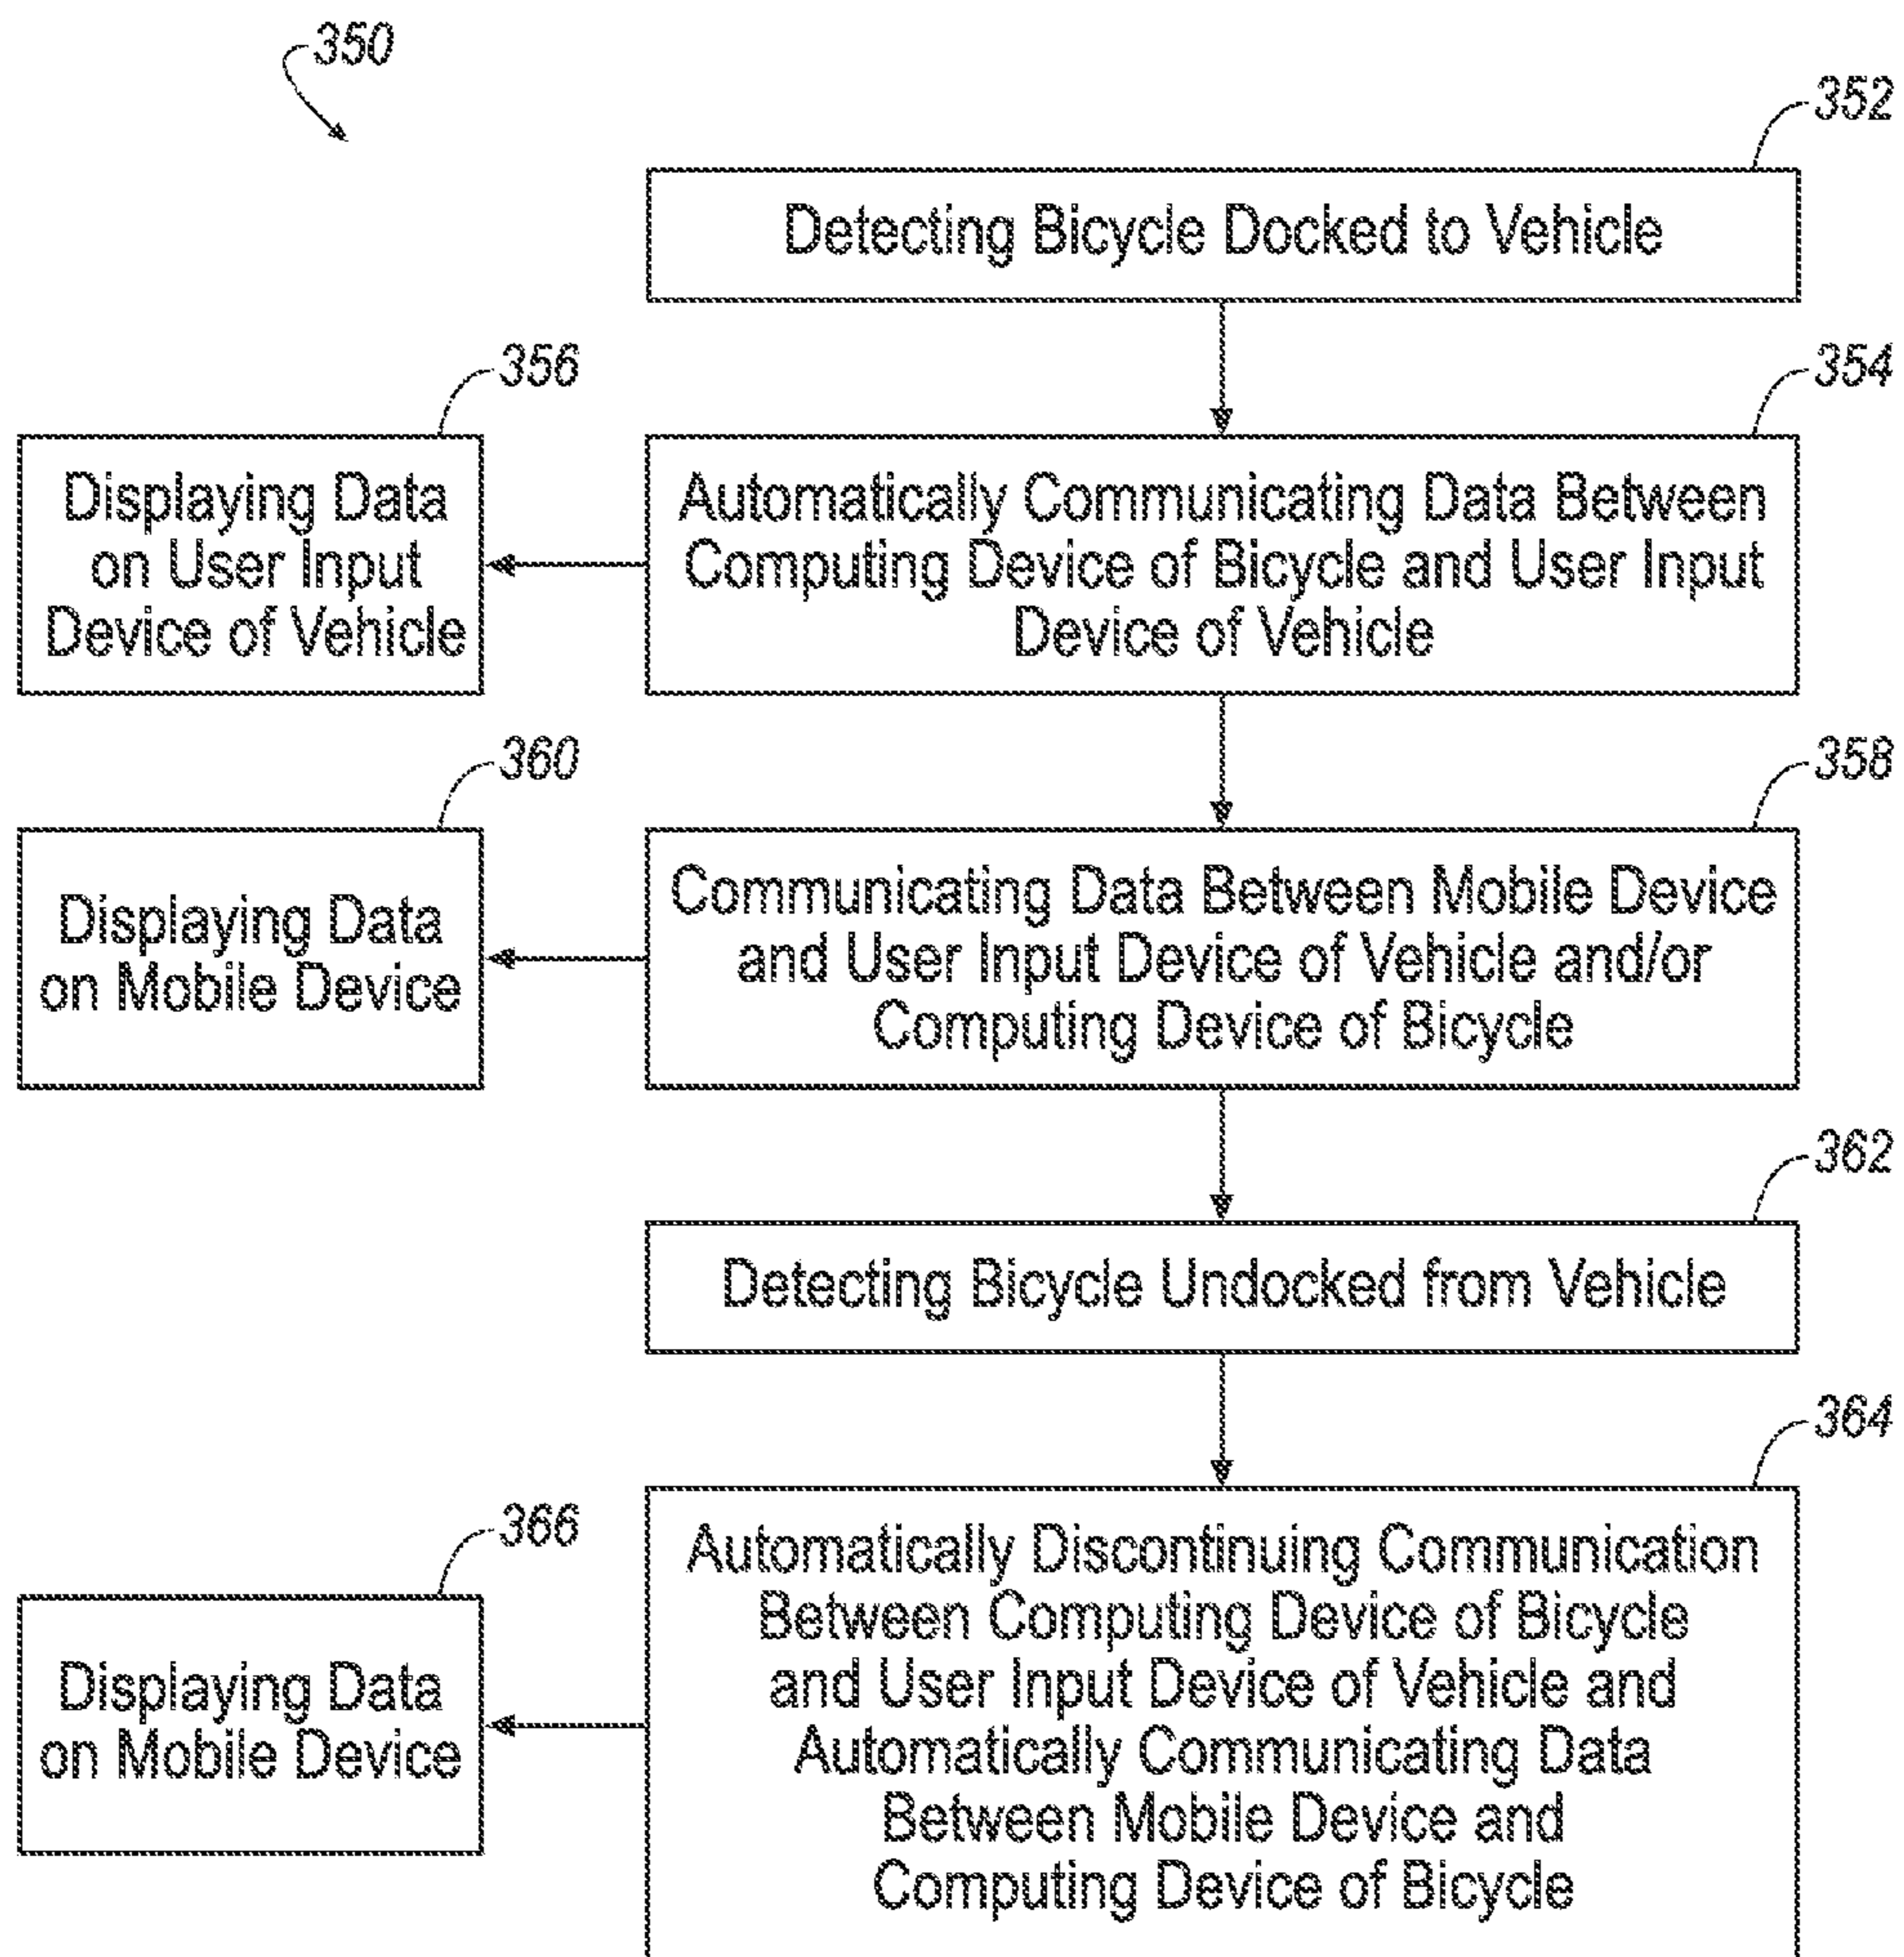 350
352
Detecting Bicycle Docked to Vehicle
356
354
Displaying Data
on User Input
Device of Vehicle
Automatically Communicating Data Between
Computing Device of Bicycle and User Input
Device of Vehicle
360
358
Displaying Data
on Mobile Device
Communicating Data Between Mobile Device
and User Input Device of Vehicle and/or
Computing Device of Bicycle
362
Detecting Bicycle Undocked from Vehicle
364
366
Displaying Data
on Mobile Device
Automatically Discontinuing Communication
Between Computing Device of Bicycle
and User Input Device of Vehicle and
Automatically Communicating Data
Between Mobile Device and
Computing Device of Bicycle